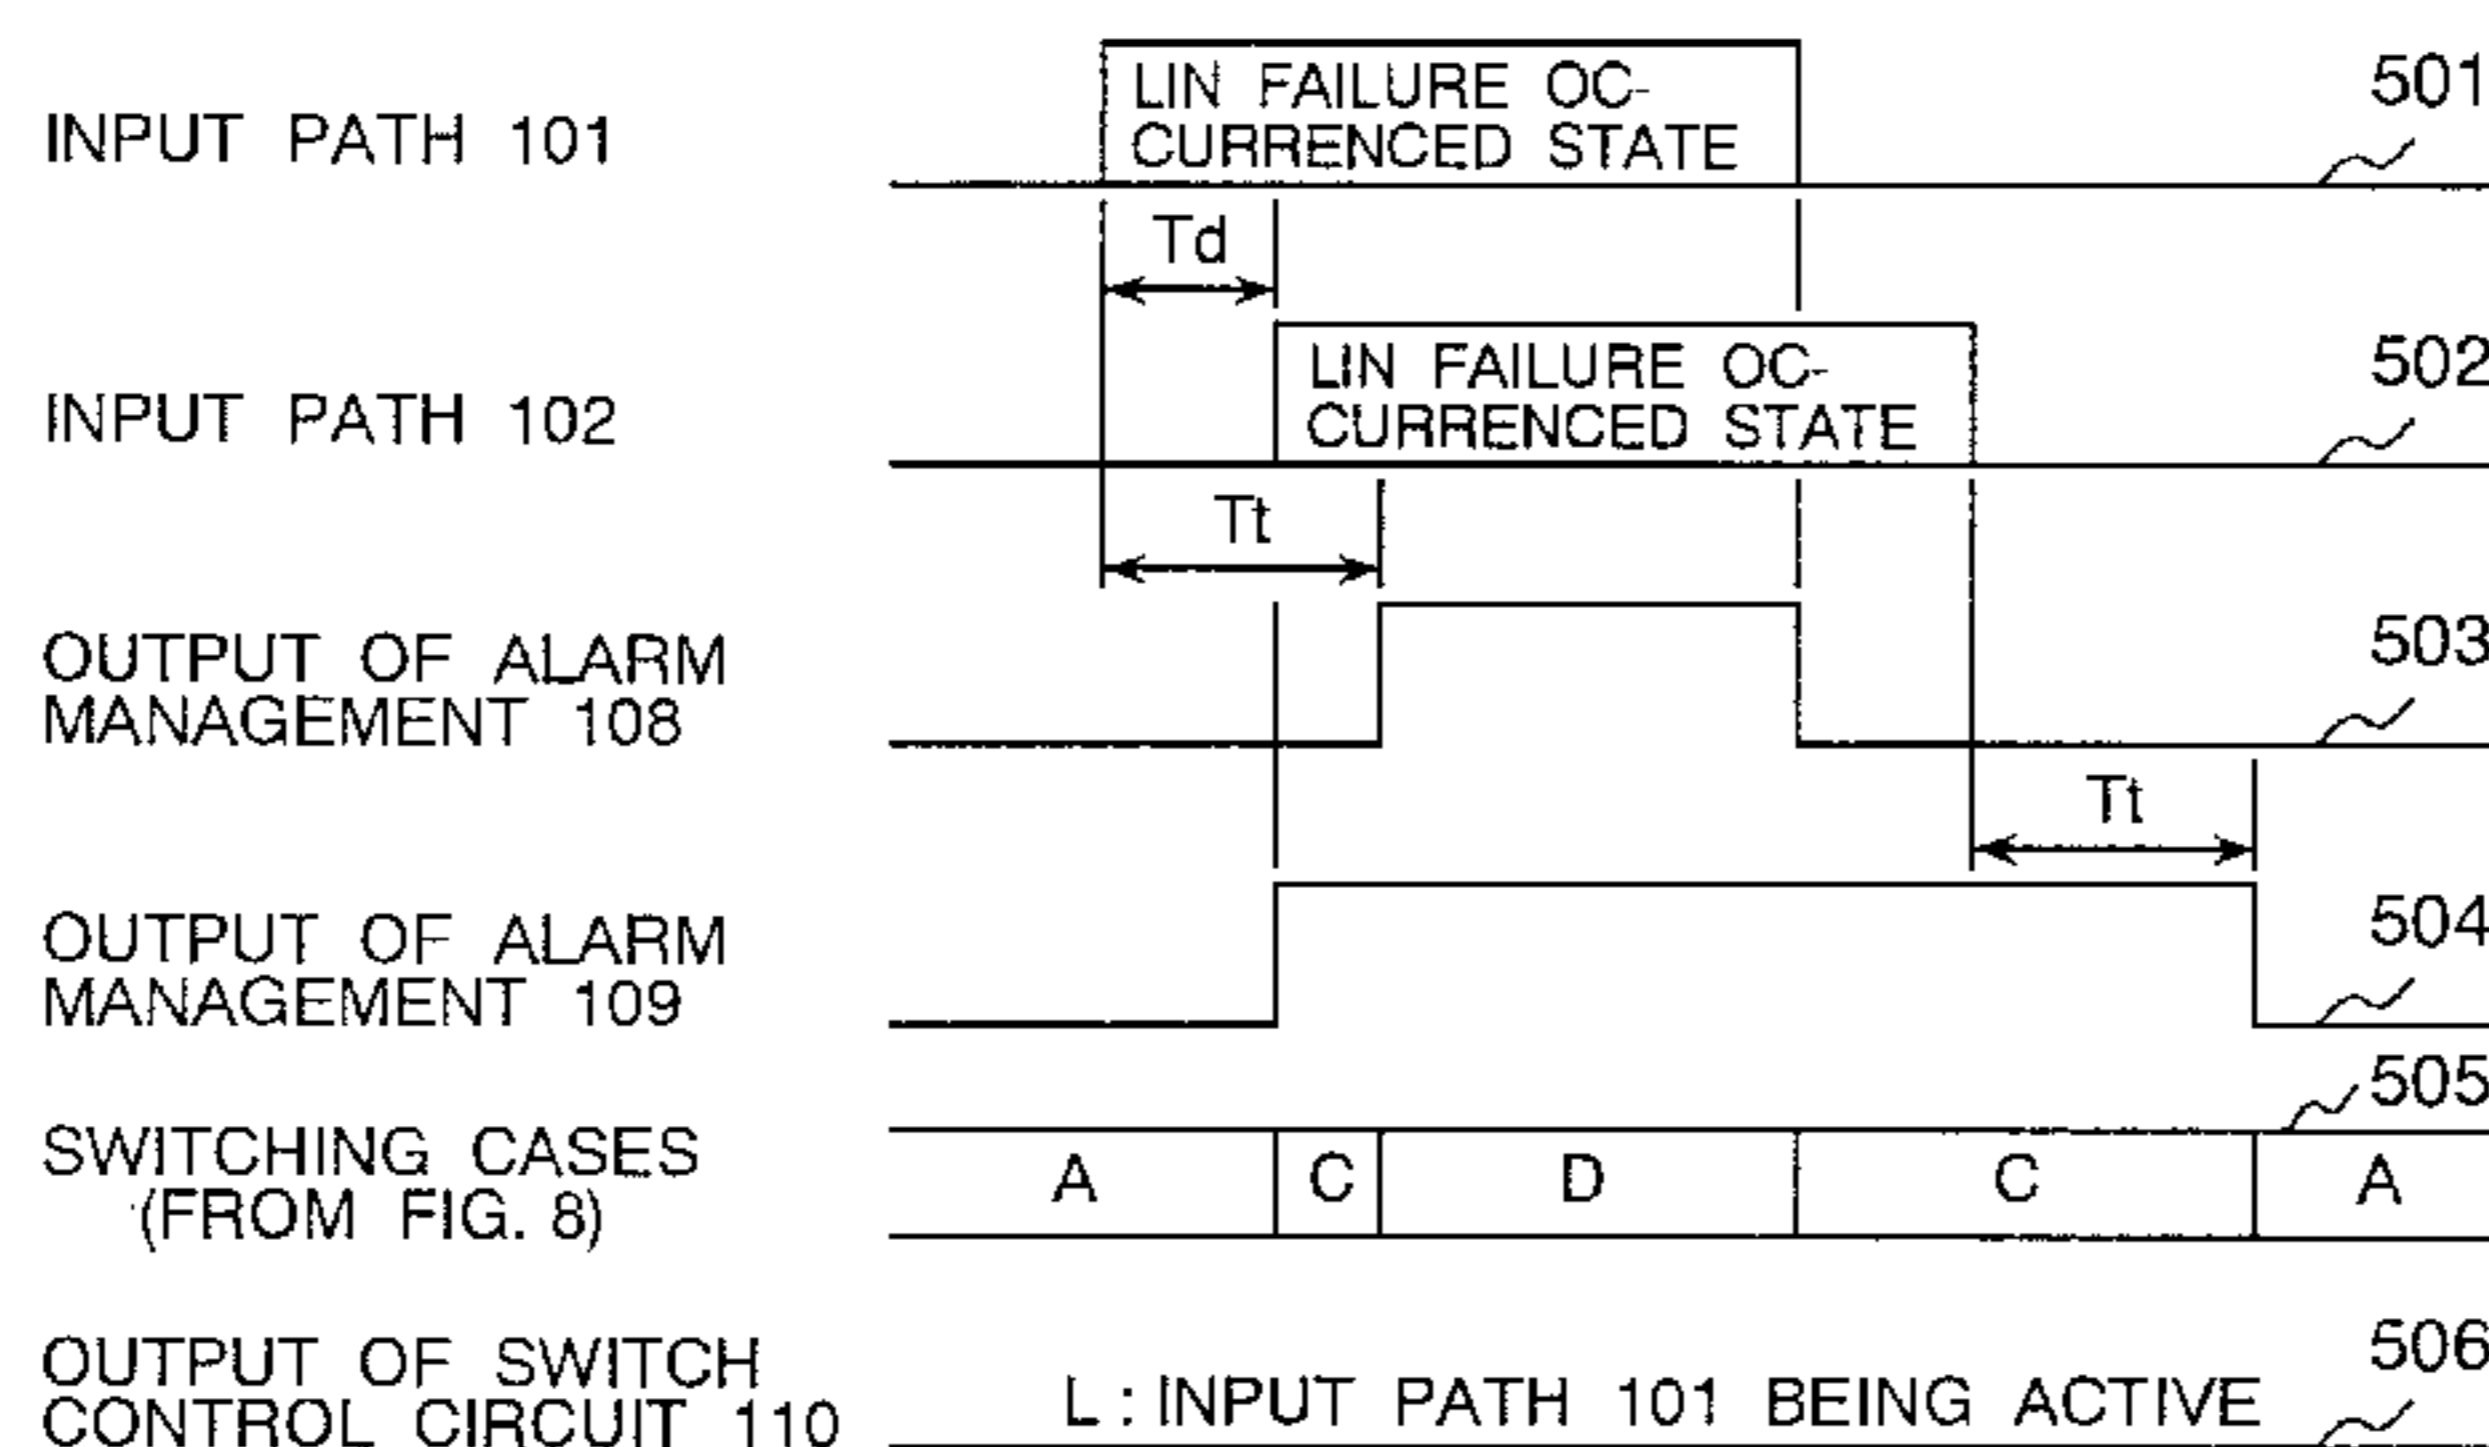 LIN FAILURE OC-
CURRENCED STATE
501
INPUT PATH 101
Td
LIN FAILURE OC-
CURRENCED STATE
502
INPUT PATH 102
Tt
OUTPUT OF ALARM
MANAGEMENT 108
503
Tt
OUTPUT OF ALARM
MANAGEMENT 109
504
505
SWITCHING CASES
(FROM FIG. 8)
A C D C A
OUTPUT OF SWITCH
CONTROL CIRCUIT 110
L : INPUT PATH 101 BEING ACTIVE
506